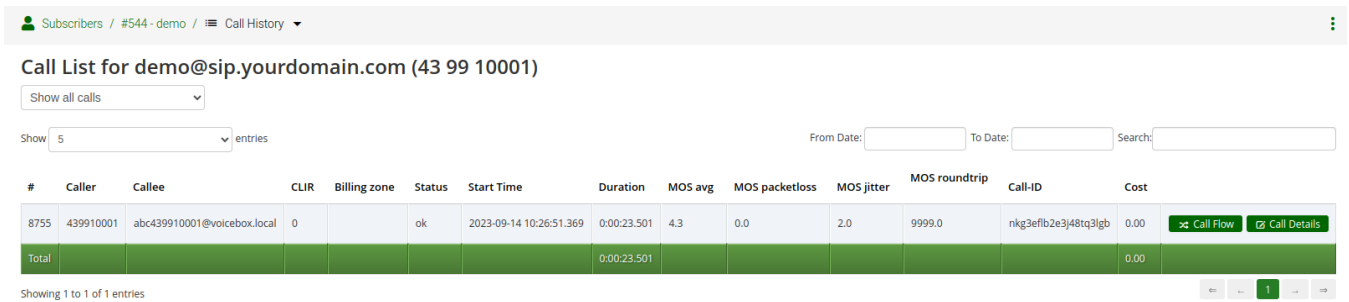 Subscribers / #544 - demo / Call History
Call List for demo@sip.yourdomain.com (43 99 10001)
Show all calls
Show 5 entries From Date: To Date: Search:
# Caller Callee CLIR Billing zone Status Start Time Duration MOS avg MOS packetloss MOS jitter MOS roundtrip Call-ID Cost
8755 439910001 abc439910001@voicebox.local 0 ok 2023-09-14 10:26:51.369 0:00:23.501 4.3 0.0 2.0 9999.0 nkg3eflb2e3j48tq3lgb 0.00 Call Flow Call Details
Total 0:00:23.501 0.00
Showing 1 to 1 of 1 entries ⇐ ← 1 → ⇒